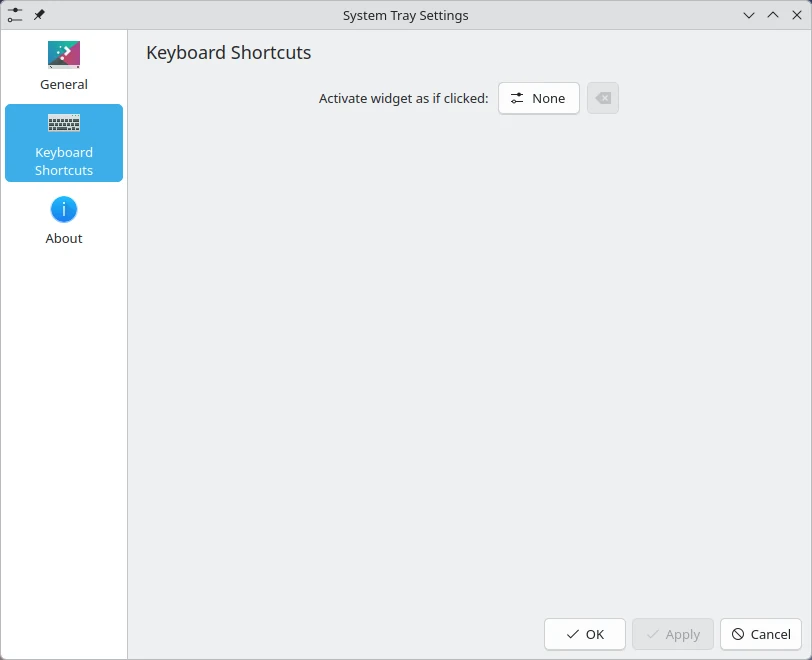 System Tray Settings
General
Keyboard
Shortcuts
About
Keyboard Shortcuts
Activate widget as if clicked: None
OK Apply Cancel